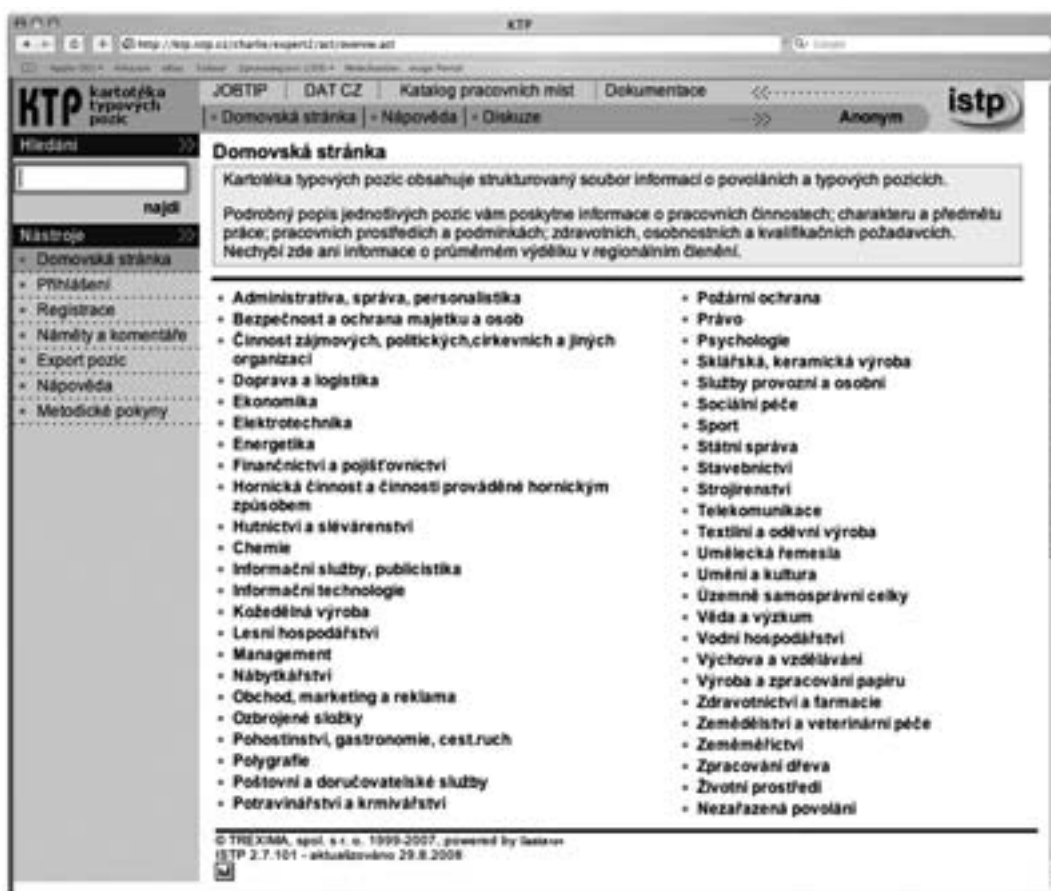 KTP
KTP kartotéka typových pozic
JOBTIP | DAT CZ | Katalog pracovních míst | Dokumentace
Domovská stránka | Nápověda | Diskuze
Anonym
istp
Hledání
najdi
Nástroje
Domovská stránka
Přihlášení
Registrace
Náměty a komentáře
Export pozic
Nápověda
Metodické pokyny
Domovská stránka
Kartotéka typových pozic obsahuje strukturovaný soubor informací o povoláních a typových pozicích.
Podrobný popis jednotlivých pozic vám poskytne informace o pracovních činnostech; charakteru a předmětu
práce; pracovních prostředích a podmínkách; zdravotních, osobnostních a kvalifikačních požadavcích.
Nechybí zde ani informace o průměrném výdělku v regionálním členění.
Administrativa, správa, personalistika
Bezpečnost a ochrana majetku a osob
Činnost zájmových, politických,církevních a jiných
organizací
Doprava a logistika
Ekonomika
Elektrotechnika
Energetika
Finančnictví a pojišťovnictví
Hornická činnost a činnosti prováděné hornickým
způsobem
Hutnictví a slévárenství
Chemie
Informační služby, publicistika
Informační technologie
Kožedělná výroba
Lesní hospodářství
Management
Nábytkářství
Obchod, marketing a reklama
Ozbrojené složky
Pohostinství, gastronomie, cest.ruch
Polygrafie
Poštovní a doručovatelské služby
Potravinářství a krmivářství
Požární ochrana
Právo
Psychologie
Sklářská, keramická výroba
Služby provozní a osobní
Sociální péče
Sport
Státní správa
Stavebnictví
Strojírenství
Telekomunikace
Textilní a oděvní výroba
Umělecká řemesla
Umění a kultura
Územně samosprávní celky
Věda a výzkum
Vodní hospodářství
Výchova a vzdělávání
Výroba a zpracování papíru
Zdravotnictví a farmacie
Zemědělství a veterinární péče
Zeměměřictví
Zpracování dřeva
Životní prostředí
Nezařazená povolání
© TREXIMA, spol. s r. o. 1999-2007, powered by
ISTP 2.7.101 - aktualizováno 29.8.2008